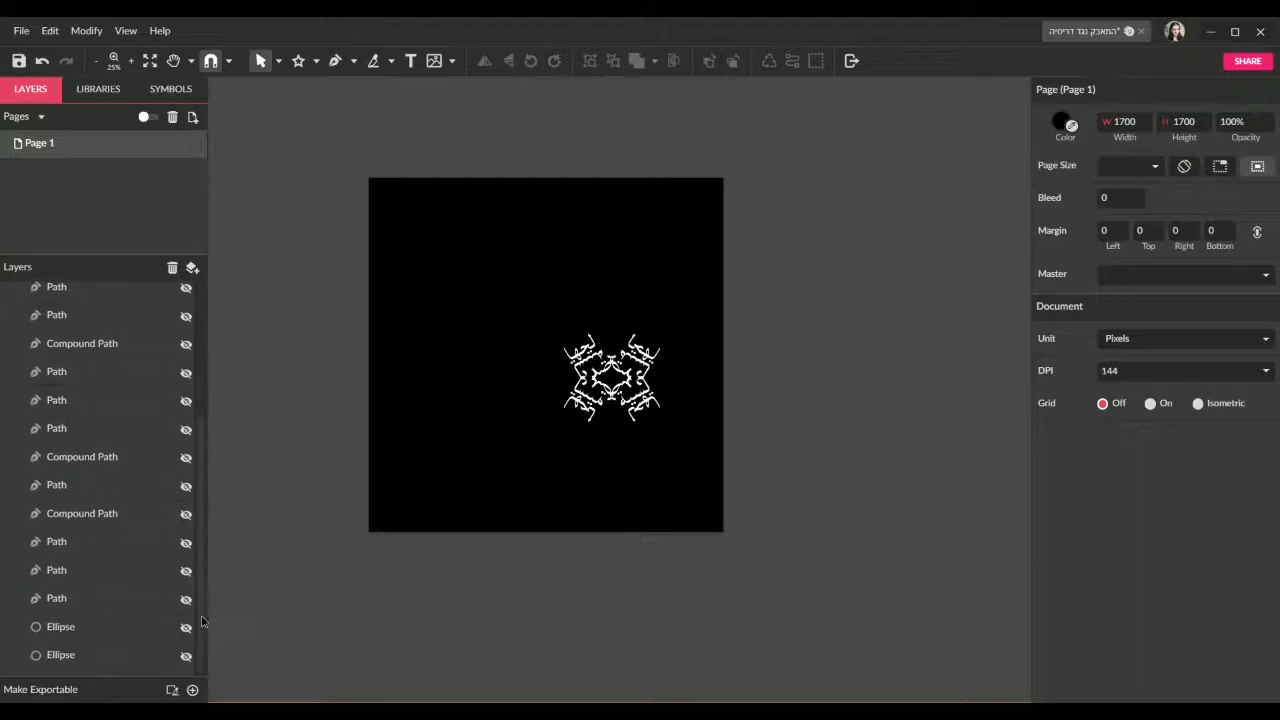 File Edit Modify View Help
*המאבק נגד דריסיה
25%
SHARE
LAYERS LIBRARIES SYMBOLS
Pages
Page 1
Layers
Path
Path
Compound Path
Path
Path
Path
Compound Path
Path
Compound Path
Path
Path
Path
Ellipse
Ellipse
Make Exportable
Page (Page 1)
W 1700 H 1700 100%
Color Width Height Opacity
Page Size
Bleed 0
Margin 0 0 0 0
Left Top Right Bottom
Master
Document
Unit Pixels
DPI 144
Grid Off On Isometric